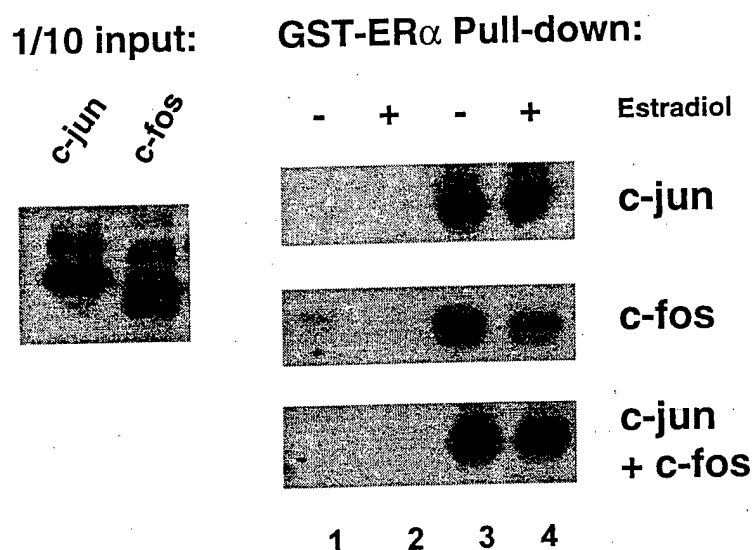 1/10 input:
GST-ERα Pull-down:
c-jun c-fos
- + - + Estradiol
c-jun
c-fos
c-jun
+ c-fos
1 2 3 4